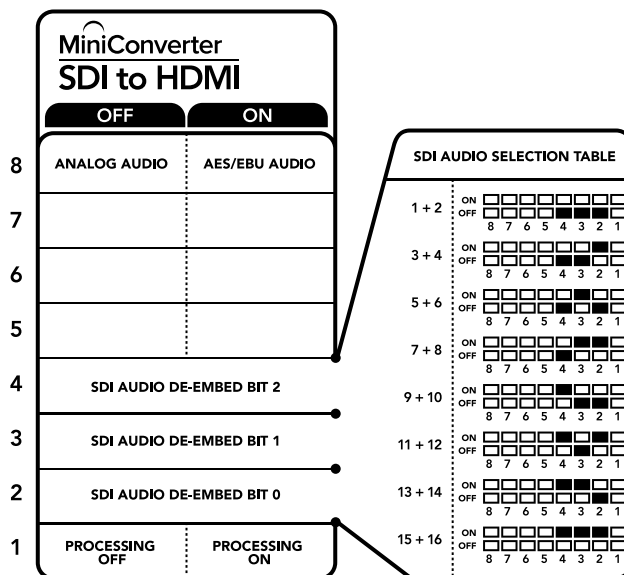 MiniConverter
SDI to HDMI
OFF ON
8 ANALOG AUDIO AES/EBU AUDIO
7
6
5
4 SDI AUDIO DE-EMBED BIT 2
3 SDI AUDIO DE-EMBED BIT 1
2 SDI AUDIO DE-EMBED BIT 0
1 PROCESSING OFF PROCESSING ON
SDI AUDIO SELECTION TABLE
1 + 2 ON
OFF
8 7 6 5 4 3 2 1
3 + 4 ON
OFF
8 7 6 5 4 3 2 1
5 + 6 ON
OFF
8 7 6 5 4 3 2 1
7 + 8 ON
OFF
8 7 6 5 4 3 2 1
9 + 10 ON
OFF
8 7 6 5 4 3 2 1
11 + 12 ON
OFF
8 7 6 5 4 3 2 1
13 + 14 ON
OFF
8 7 6 5 4 3 2 1
15 + 16 ON
OFF
8 7 6 5 4 3 2 1